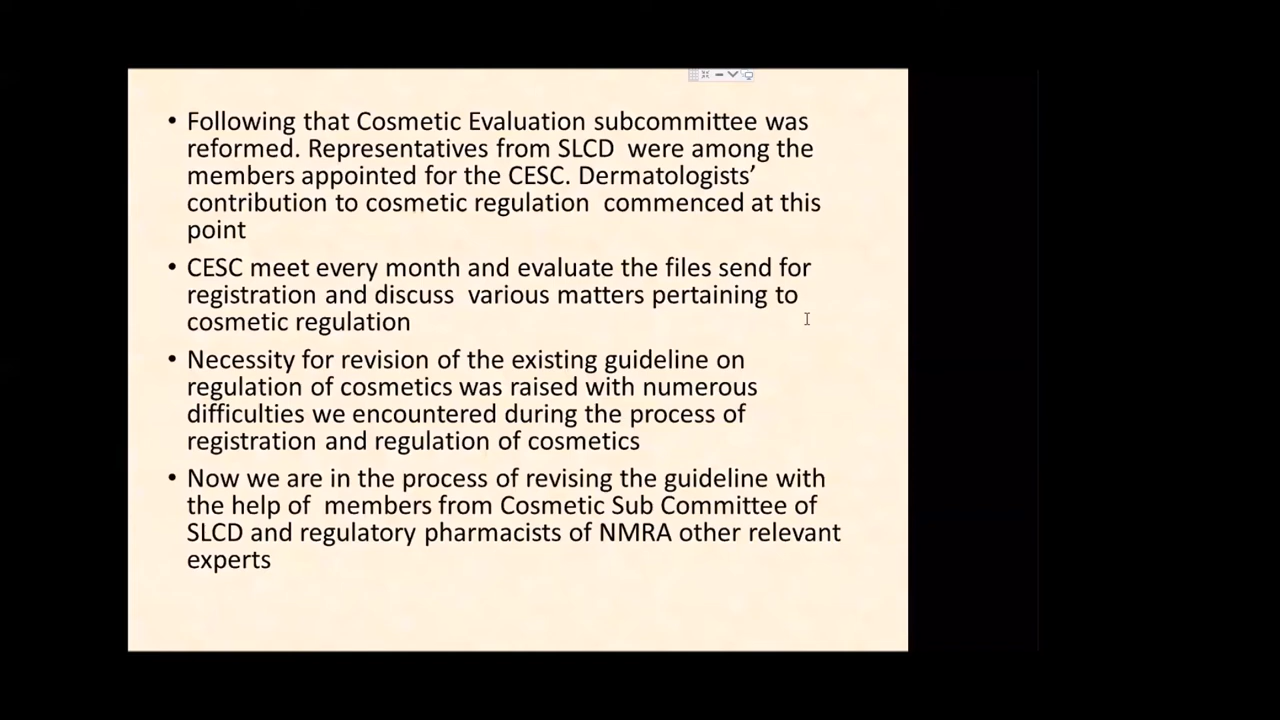 • Following that Cosmetic Evaluation subcommittee was
reformed. Representatives from SLCD  were among the
members appointed for the CESC. Dermatologists’
contribution to cosmetic regulation  commenced at this
point
• CESC meet every month and evaluate the files send for
registration and discuss  various matters pertaining to
cosmetic regulation
• Necessity for revision of the existing guideline on
regulation of cosmetics was raised with numerous
difficulties we encountered during the process of
registration and regulation of cosmetics
• Now we are in the process of revising the guideline with
the help of  members from Cosmetic Sub Committee of
SLCD and regulatory pharmacists of NMRA other relevant
experts